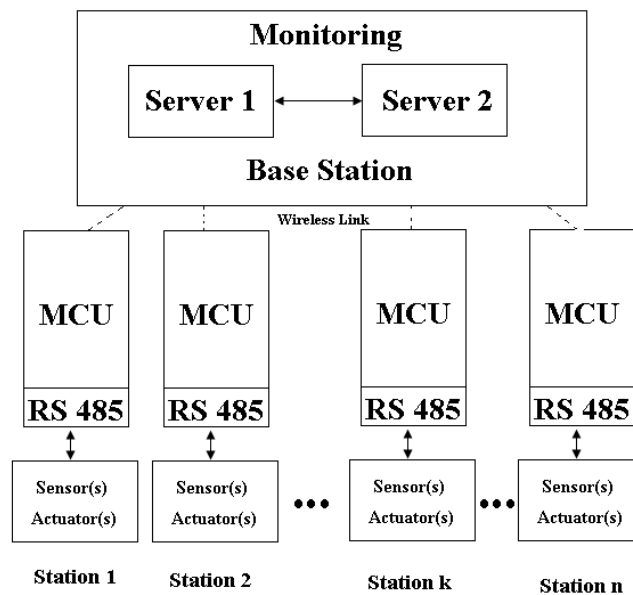 Monitoring
Server 1
Server 2
Base Station
Wireless Link
MCU
MCU
MCU
MCU
RS 485
RS 485
RS 485
RS 485
Sensor(s)
Actuator(s)
Sensor(s)
Actuator(s)
Sensor(s)
Actuator(s)
Sensor(s)
Actuator(s)
Station 1
Station 2
Station k
Station n